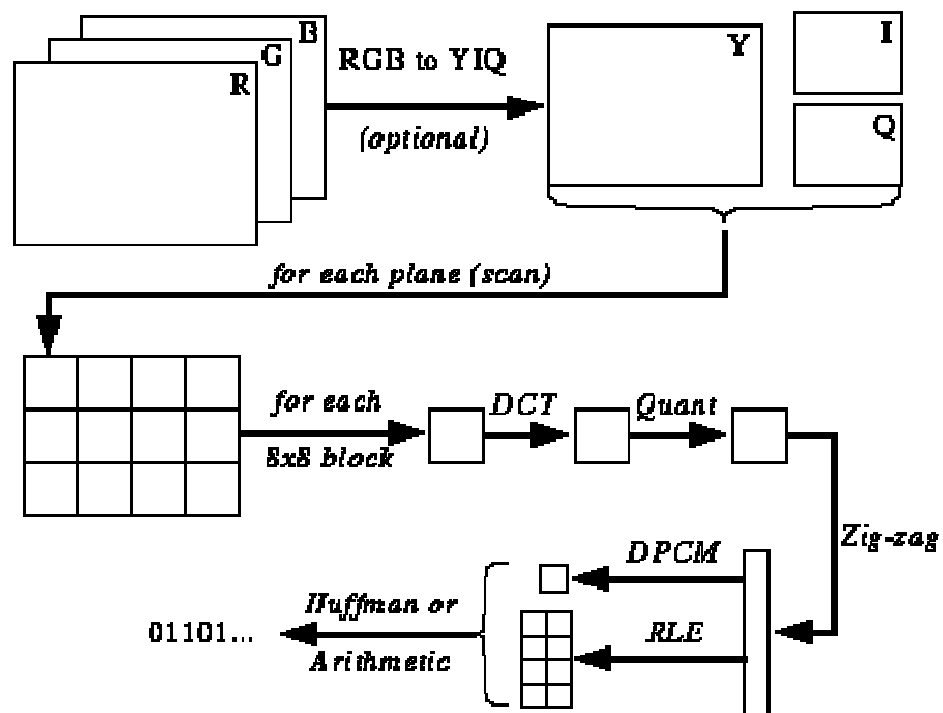 B
G
R
RGB to YIQ
(optional)
Y
I
Q
for each plane (scan)
for each
8x8 block
DCT
Quant
Zig-zag
DPCM
RLE
Huffman or
Arithmetic
01101...